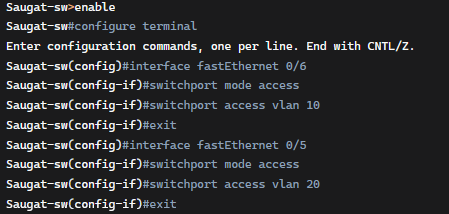 Saugat-sw>enable
Saugat-sw#configure terminal
Enter configuration commands, one per line. End with CNTL/Z.
Saugat-sw(config)#interface fastEthernet 0/6
Saugat-sw(config-if)#switchport mode access
Saugat-sw(config-if)#switchport access vlan 10
Saugat-sw(config-if)#exit
Saugat-sw(config)#interface fastEthernet 0/5
Saugat-sw(config-if)#switchport mode access
Saugat-sw(config-if)#switchport access vlan 20
Saugat-sw(config-if)#exit